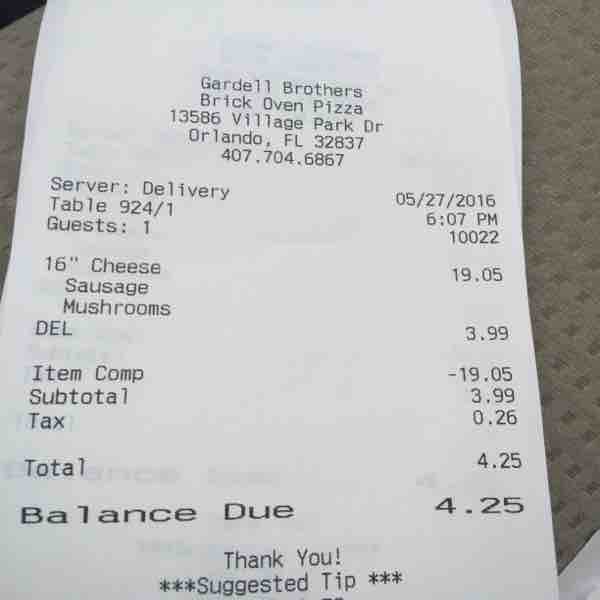 Gardell Brothers
Brick Oven Pizza
13586 Village Park Dr
Orlando, FL 32837
407.704.6867
Server: Delivery 05/27/2016
Table 924/1 6:07 PM
Guests: 1 10022
16" Cheese 19.05
Sausage
Mushrooms
DEL 3.99
Item Comp -19.05
Subtotal 3.99
Tax 0.26
Total 4.25
Balance Due 4.25
Thank You!
***Suggested Tip ***